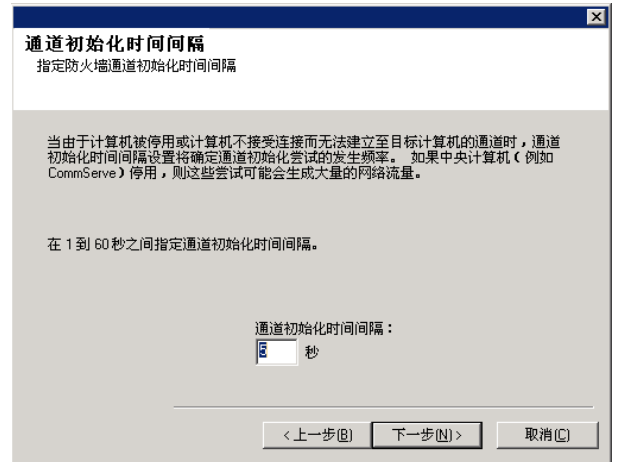 通道初始化时间间隔
指定防火墙通道初始化时间间隔
当由于计算机被停用或计算机不接受连接而无法建立至目标计算机的通道时，通道
初始化时间间隔设置将确定通道初始化尝试的发生频率。 如果中央计算机（例如
CommServe）停用，则这些尝试可能会生成大量的网络流量。
在 1 到 60 秒之间指定通道初始化时间间隔。
通道初始化时间间隔：
5 秒
<上一步(B) 下一步(N)> 取消(C)